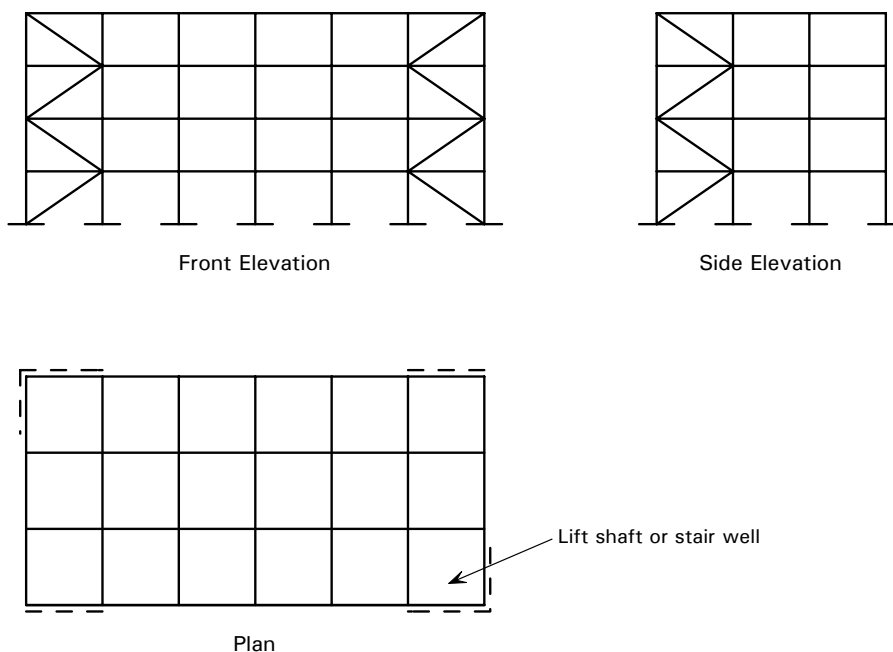 Front Elevation
Side Elevation
Lift shaft or stair well
Plan